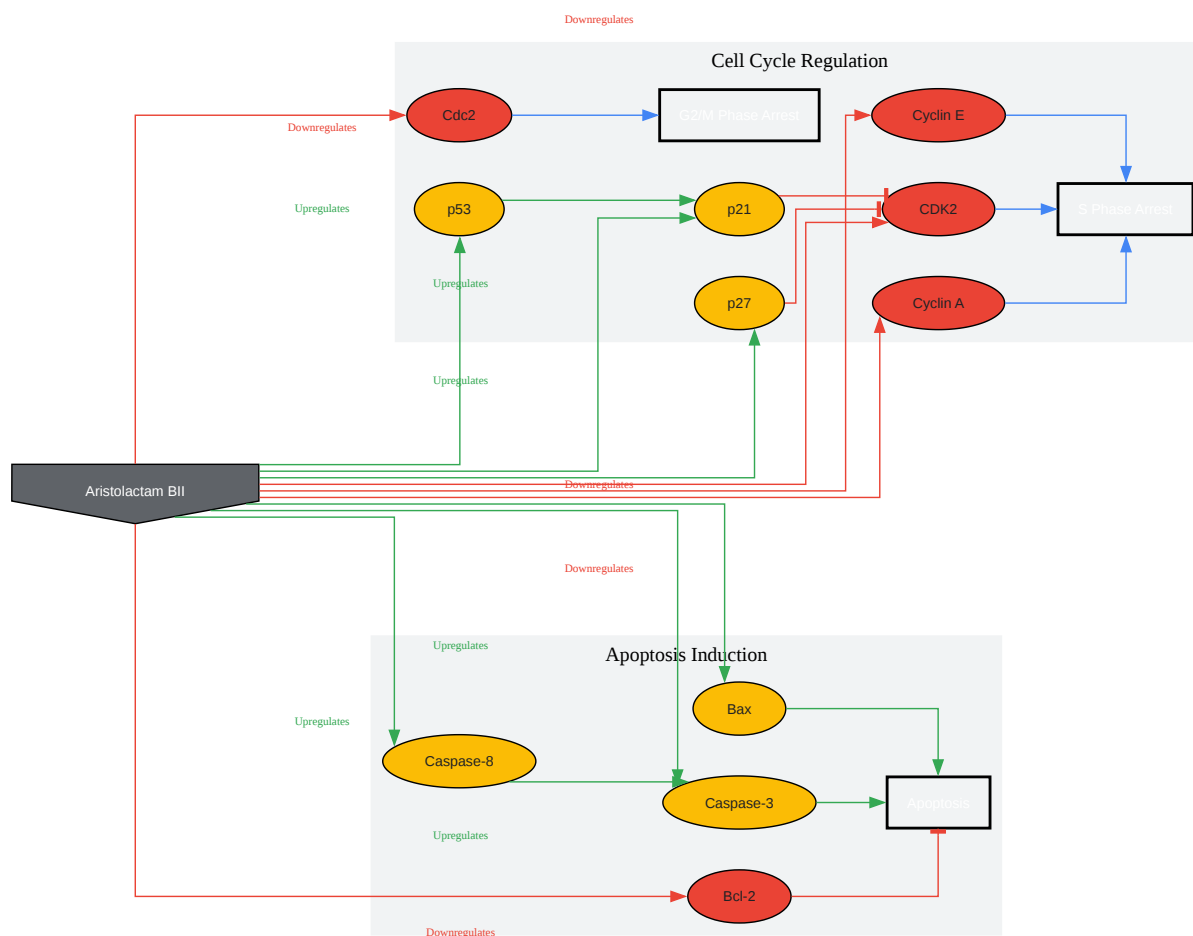 Downregulates
Cell Cycle Regulation
Cdc2
G2/M Phase Arrest
Cyclin E
Downregulates
Upregulates
p53
p21
CDK2
S Phase Arrest
Upregulates
p27
Cyclin A
Upregulates
Aristolactam BII
Downregulates
Downregulates
Upregulates
Apoptosis Induction
Bax
Upregulates
Caspase-8
Caspase-3
Apoptosis
Upregulates
Bcl-2
Downregulates